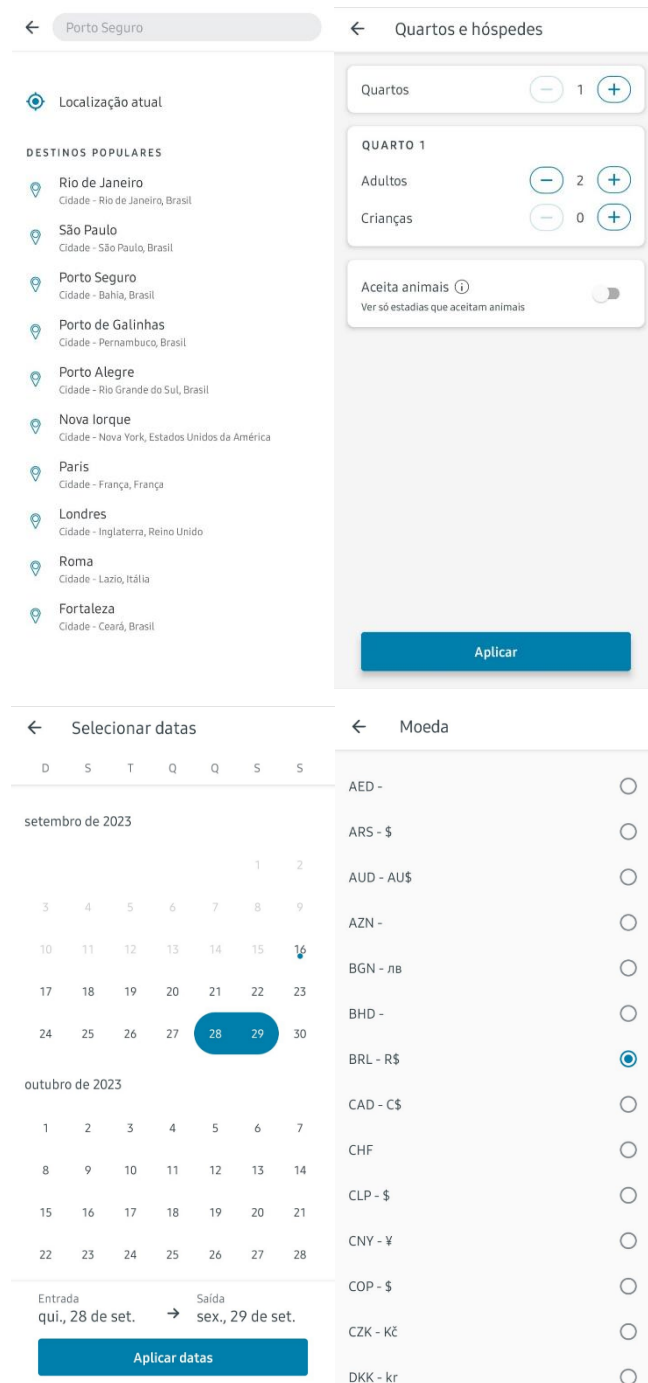 Porto Seguro
Localização atual
DESTINOS POPULARES
Rio de Janeiro
Cidade - Rio de Janeiro, Brasil
São Paulo
Cidade - São Paulo, Brasil
Porto Seguro
Cidade - Bahia, Brasil
Porto de Galinhas
Cidade - Pernambuco, Brasil
Porto Alegre
Cidade - Rio Grande do Sul, Brasil
Nova Iorque
Cidade - Nova York, Estados Unidos da América
Paris
Cidade - França, França
Londres
Cidade - Inglaterra, Reino Unido
Roma
Cidade - Lazio, Itália
Fortaleza
Cidade - Ceará, Brasil
Quartos e hóspedes
Quartos 1
QUARTO 1
Adultos 2
Crianças 0
Aceita animais
Ver só estadias que aceitam animais
Aplicar
Selecionar datas
D S T Q Q S S
setembro de 2023
1 2
3 4 5 6 7 8 9
10 11 12 13 14 15 16
17 18 19 20 21 22 23
24 25 26 27 28 29 30
outubro de 2023
1 2 3 4 5 6 7
8 9 10 11 12 13 14
15 16 17 18 19 20 21
22 23 24 25 26 27 28
Entrada Saída
qui., 28 de set. → sex., 29 de set.
Aplicar datas
Moeda
AED -
ARS - $
AUD - AU$
AZN -
BGN - лв
BHD -
BRL - R$
CAD - C$
CHF
CLP - $
CNY - ¥
COP - $
CZK - Kč
DKK - kr